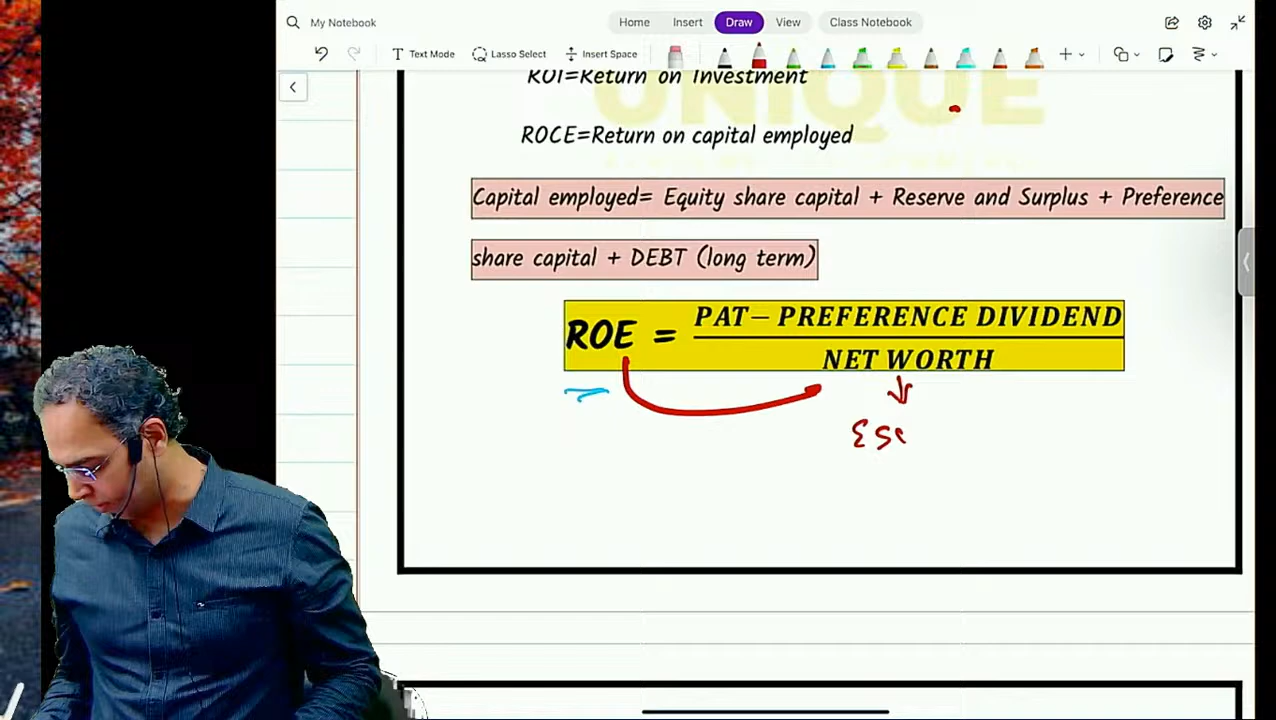 My Notebook
Home Insert Draw View Class Notebook
Text Mode Lasso Select Insert Space
UNIQUE
ROI=Return on Investment
ROCE=Return on capital employed
Capital employed= Equity share capital + Reserve and Surplus + Preference
share capital + DEBT (long term)
ROE = PAT− PREFERENCE DIVIDEND
NET WORTH
ESC